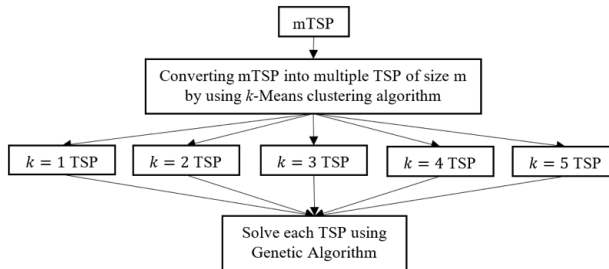 mTSP
Converting mTSP into multiple TSP of size m
by using k-Means clustering algorithm
k = 1 TSP
k = 2 TSP
k = 3 TSP
k = 4 TSP
k = 5 TSP
Solve each TSP using
Genetic Algorithm